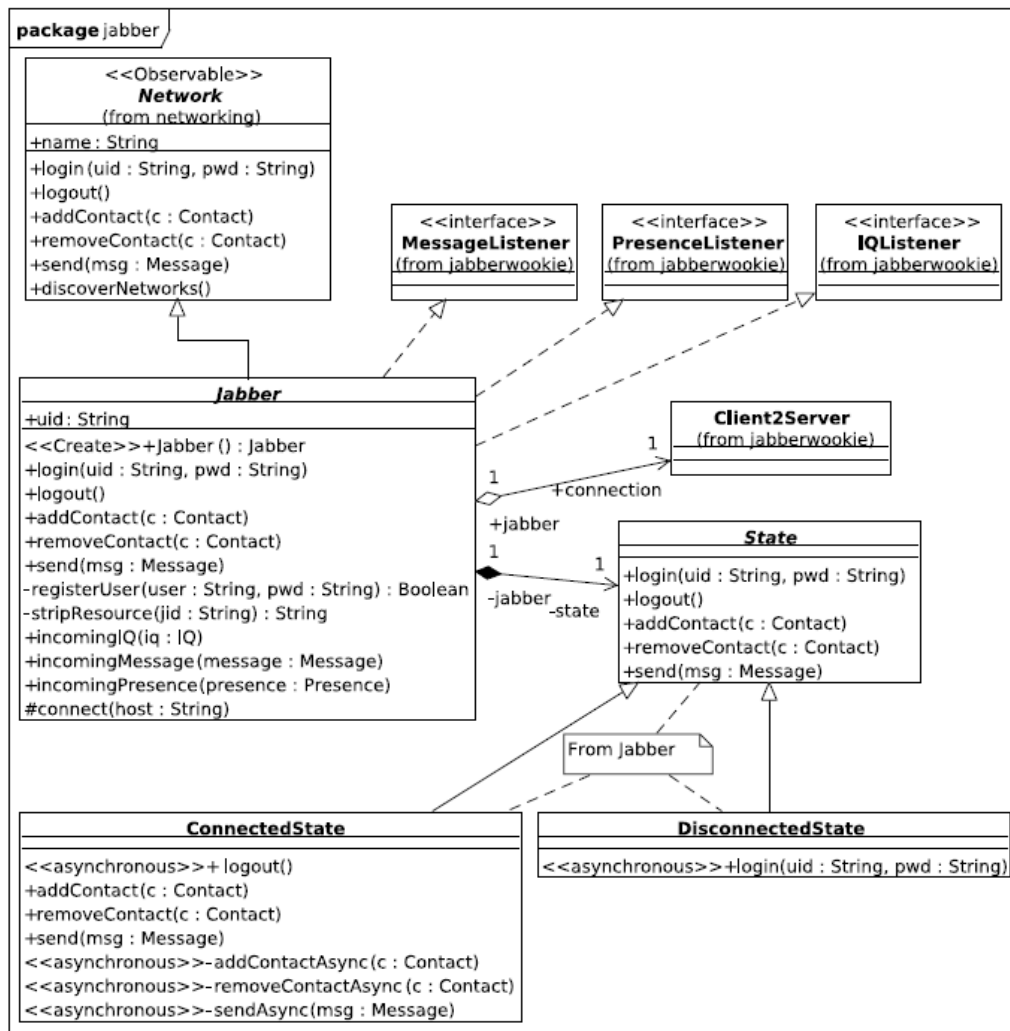 package jabber
<<Observable>>
Network
(from networking)
+name : String
+login(uid : String, pwd : String)
+logout()
+addContact(c : Contact)
+removeContact(c : Contact)
+send(msg : Message)
+discoverNetworks()
<<interface>>
MessageListener
(from jabberwookie)
<<interface>>
PresenceListener
(from jabberwookie)
<<interface>>
IQListener
(from jabberwookie)
Jabber
+uid : String
<<Create>>+Jabber() : Jabber
+login(uid : String, pwd : String)
+logout()
+addContact(c : Contact)
+removeContact(c : Contact)
+send(msg : Message)
-registerUser(user : String, pwd : String) : Boolean
-stripResource(jid : String) : String
+incomingIQ(iq : IQ)
+incomingMessage(message : Message)
+incomingPresence(presence : Presence)
#connect(host : String)
Client2Server
(from jabberwookie)
1
1
+connection
+jabber
1
1
-jabber
-state
State
+login(uid : String, pwd : String)
+logout()
+addContact(c : Contact)
+removeContact(c : Contact)
+send(msg : Message)
From Jabber
ConnectedState
<<asynchronous>>+ logout()
+addContact(c : Contact)
+removeContact(c : Contact)
+send(msg : Message)
<<asynchronous>>-addContactAsync(c : Contact)
<<asynchronous>>-removeContactAsync(c : Contact)
<<asynchronous>>-sendAsync(msg : Message)
DisconnectedState
<<asynchronous>>+login(uid : String, pwd : String)